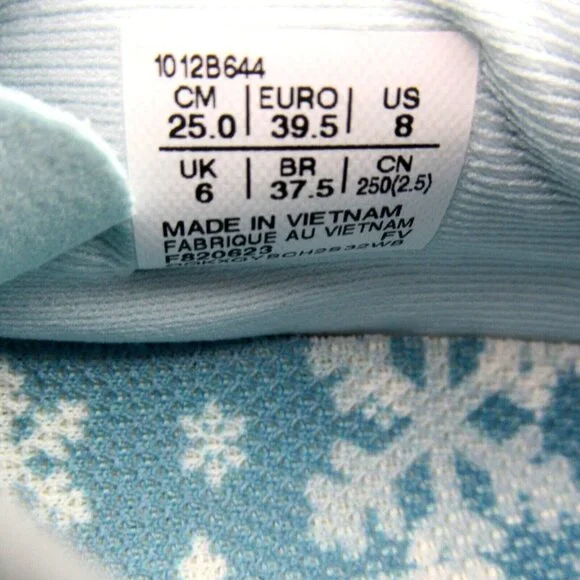 1012B644
CM | EURO | US
25.0 | 39.5 | 8
UK | BR | CN
6 | 37.5 | 250(2.5)
MADE IN VIETNAM
FABRIQUE AU VIETNAM
F820623 FV